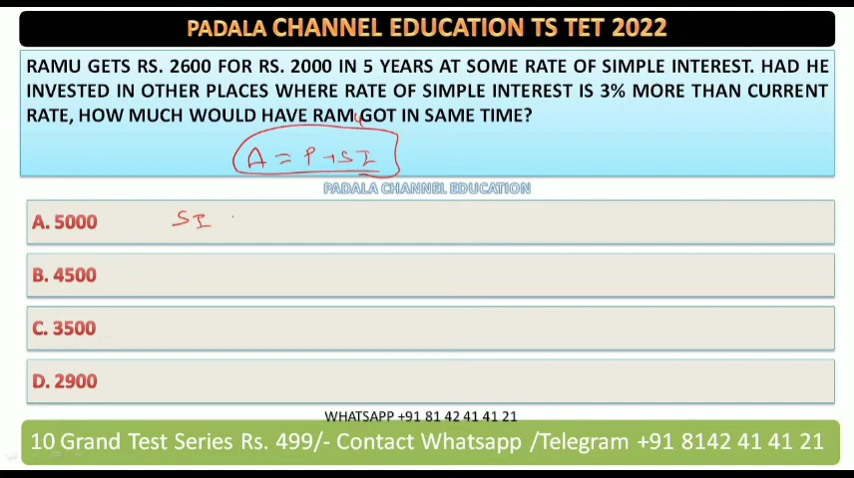 PADALA CHANNEL EDUCATION TS TET 2022
RAMU GETS RS. 2600 FOR RS. 2000 IN 5 YEARS AT SOME RATE OF SIMPLE INTEREST. HAD HE
INVESTED IN OTHER PLACES WHERE RATE OF SIMPLE INTEREST IS 3% MORE THAN CURRENT
RATE, HOW MUCH WOULD HAVE RAMu GOT IN SAME TIME?
A = P + SI
PADALA CHANNEL EDUCATION
A. 5000 SI
B. 4500
C. 3500
D. 2900
WHATSAPP +91 81 42 41 41 21
10 Grand Test Series Rs. 499/- Contact Whatsapp /Telegram +91 8142 41 41 21